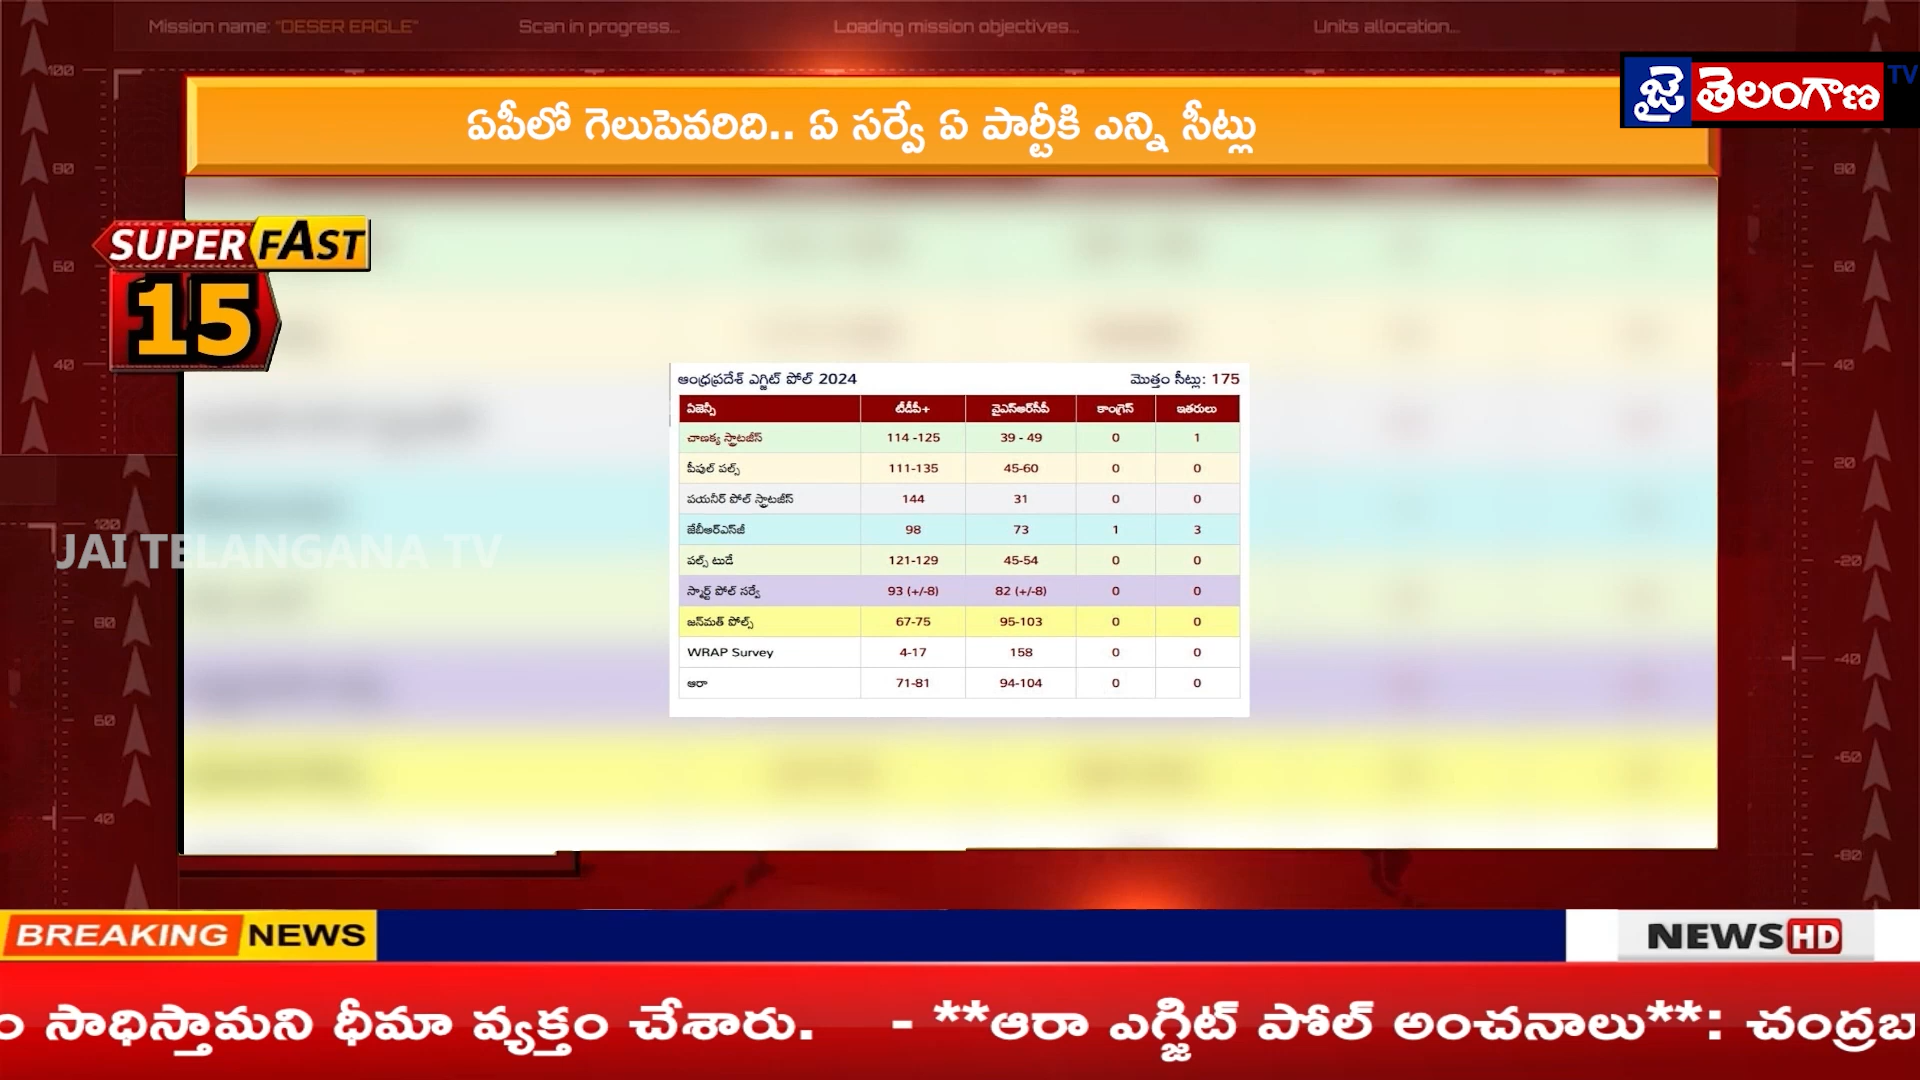 Mission name: "DESER EAGLE" Scan in progress... Loading mission objectives... Units allocation...
జై తెలంగాణ TV
ఏపీలో గెలుపెవరిది.. ఏ సర్వే ఏ పార్టీకి ఎన్ని సీట్లు
SUPER FAST
15
ఆంధ్రప్రదేశ్ ఎగ్జిట్ పోల్ 2024 మొత్తం సీట్లు: 175
ఏజెన్సీ టీడీపీ+ వైఎస్ఆర్‌సీపీ కాంగ్రెస్ ఇతరులు
చాణక్య స్ట్రాటజీస్ 114 -125 39 - 49 0 1
పీపుల్ పల్స్ 111-135 45-60 0 0
పయనీర్ పోల్ స్ట్రాటజీస్ 144 31 0 0
జేబీఆర్ఎస్‌జీ 98 73 1 3
పల్స్ టుడే 121-129 45-54 0 0
స్మార్ట్ పోల్ సర్వే 93 (+/-8) 82 (+/-8) 0 0
జన్‌మత్ పోల్స్ 67-75 95-103 0 0
WRAP Survey 4-17 158 0 0
ఆరా 71-81 94-104 0 0
JAI TELANGANA TV
BREAKING NEWS
NEWS HD
ం సాధిస్తామని ధీమా వ్యక్తం చేశారు. - **ఆరా ఎగ్జిట్ పోల్ అంచనాలు**: చంద్రబ